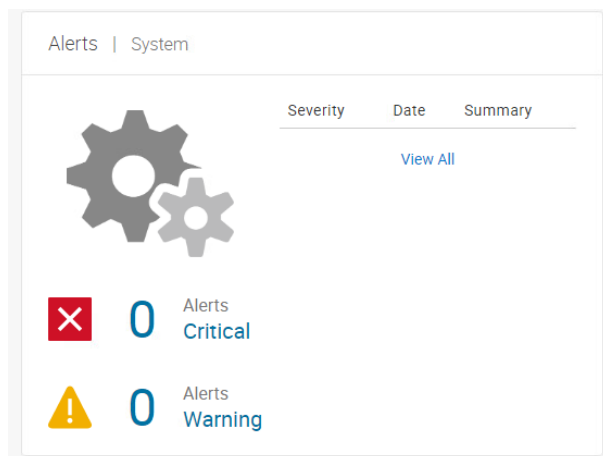 Alerts | System
Severity Date Summary
View All
0 Alerts
Critical
0 Alerts
Warning